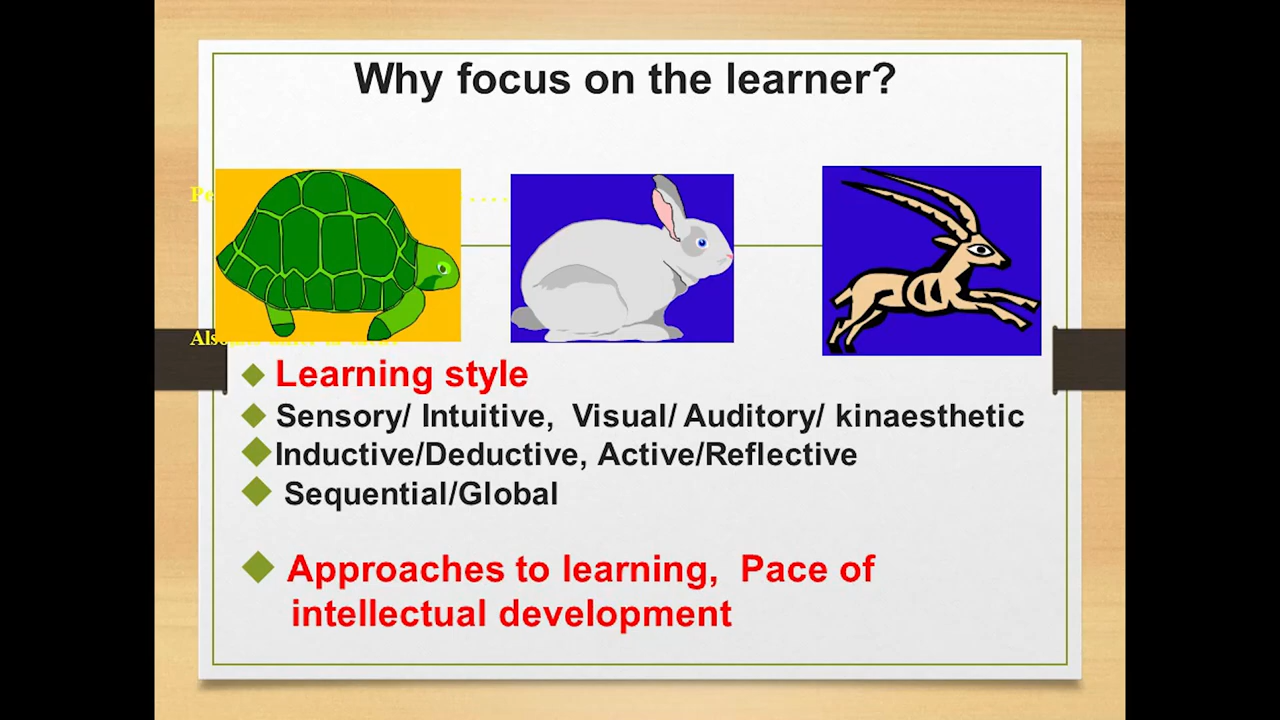 Why focus on the learner?
. . . .
Learning style
Sensory/ Intuitive, Visual/ Auditory/ kinaesthetic
Inductive/Deductive, Active/Reflective
Sequential/Global
Approaches to learning, Pace of
intellectual development